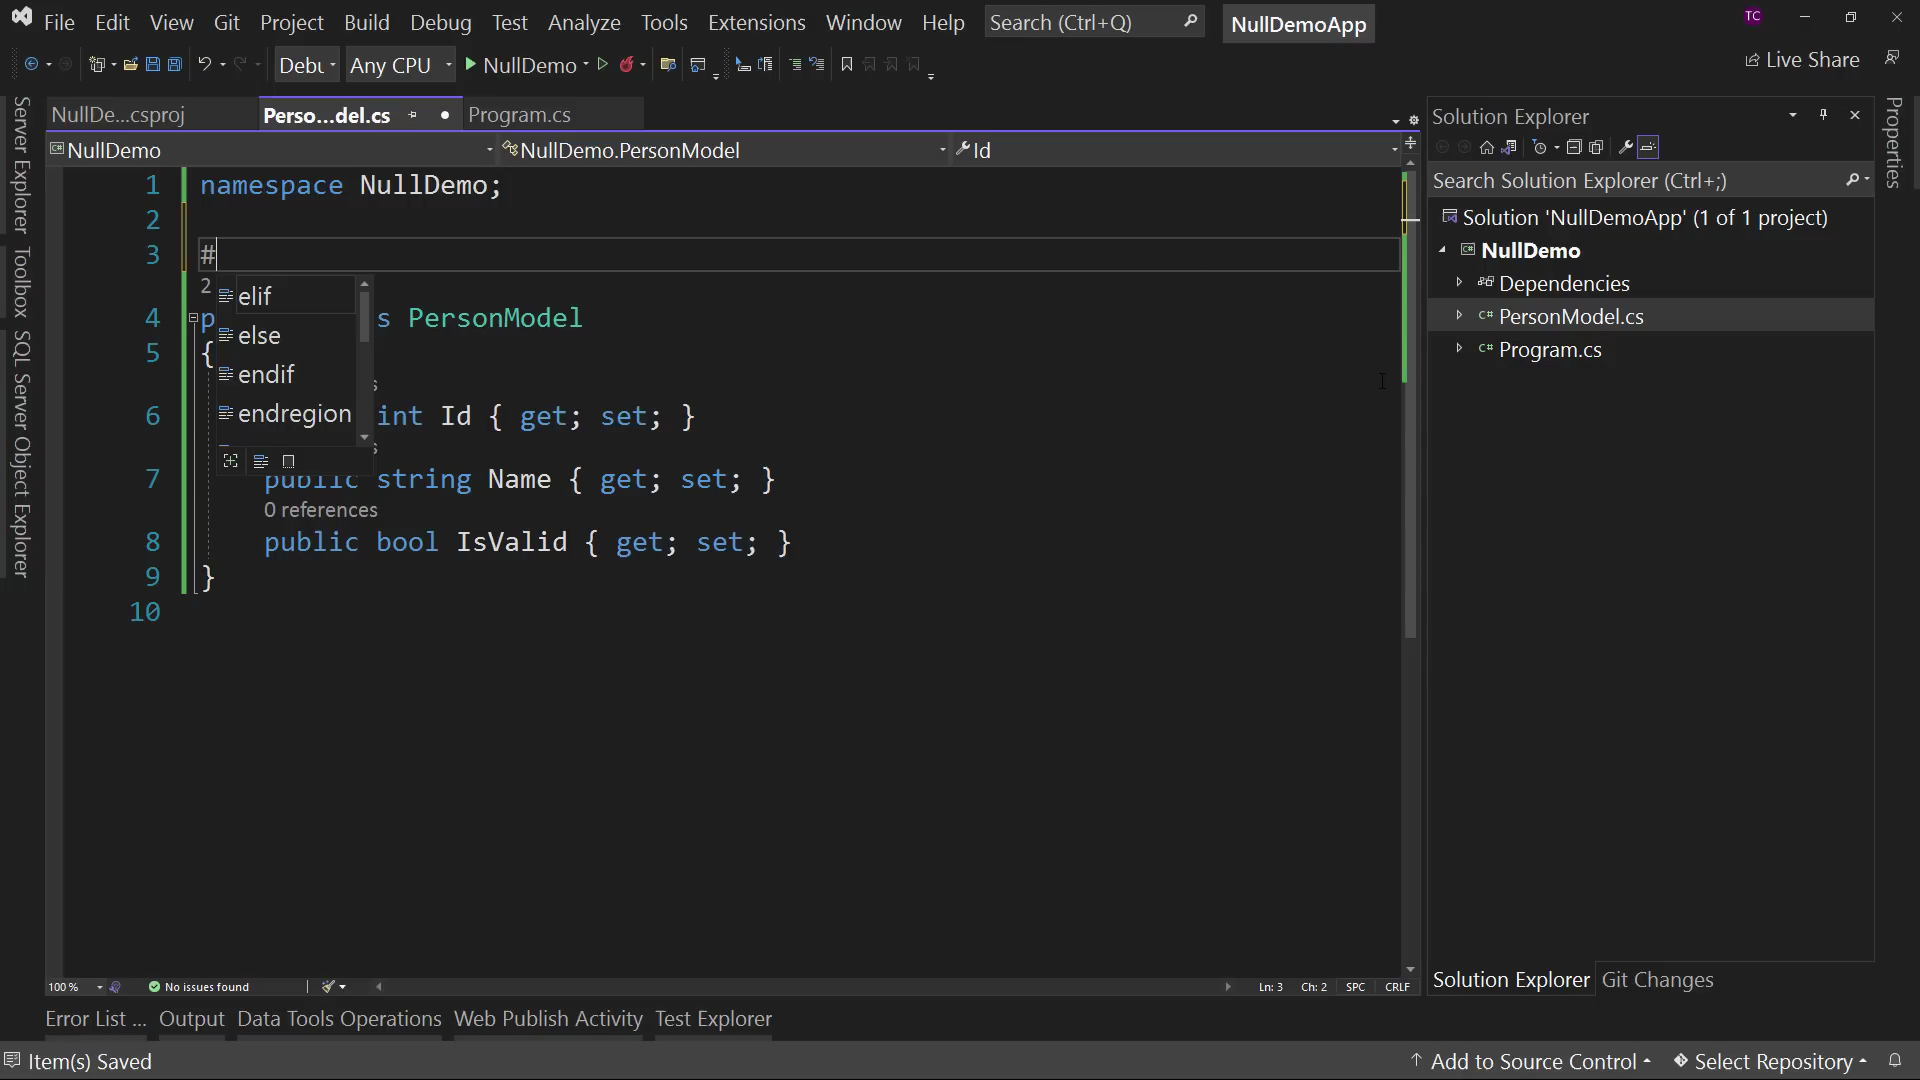 File Edit View Git Project Build Debug Test Analyze Tools Extensions Window Help Search (Ctrl+Q) NullDemoApp TC
Debu Any CPU NullDemo Live Share
NullDe...csproj Perso...del.cs Program.cs
NullDemo NullDemo.PersonModel Id
1 namespace NullDemo;
2
3 #
2
elif
4 p s PersonModel
else
5 {
endif
6 int Id { get; set; }
endregion
7 public string Name { get; set; }
0 references
8 public bool IsValid { get; set; }
9 }
10
100 % No issues found Ln: 3 Ch: 2 SPC CRLF
Server Explorer
Toolbox
SQL Server Object Explorer
Solution Explorer
Search Solution Explorer (Ctrl+;)
Solution 'NullDemoApp' (1 of 1 project)
NullDemo
Dependencies
C# PersonModel.cs
C# Program.cs
Solution Explorer Git Changes
Properties
Error List ... Output Data Tools Operations Web Publish Activity Test Explorer
Item(s) Saved Add to Source Control Select Repository